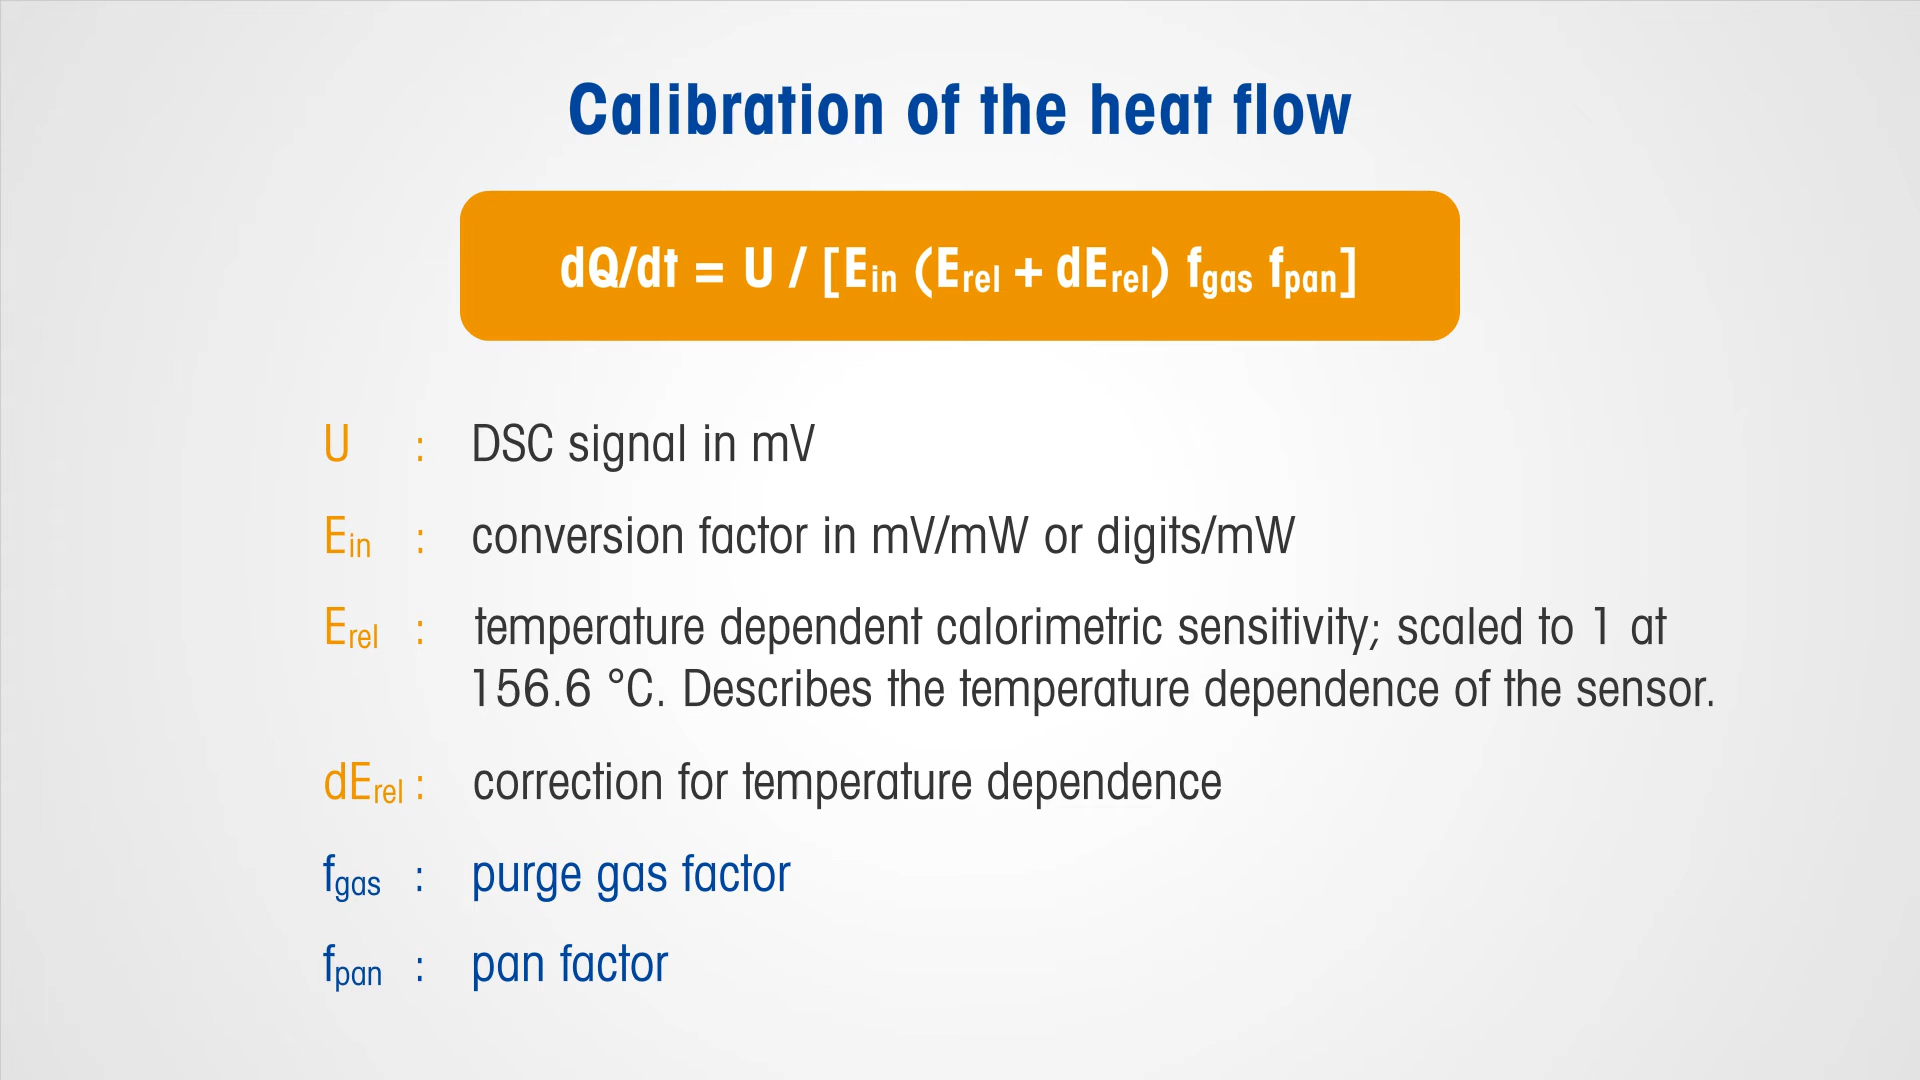 Calibration of the heat flow
dQ/dt = U / [Ein (Erel + dErel) fgas fpan]
U : DSC signal in mV
Ein : conversion factor in mV/mW or digits/mW
Erel : temperature dependent calorimetric sensitivity; scaled to 1 at
156.6 °C. Describes the temperature dependence of the sensor.
dErel : correction for temperature dependence
fgas : purge gas factor
fpan : pan factor